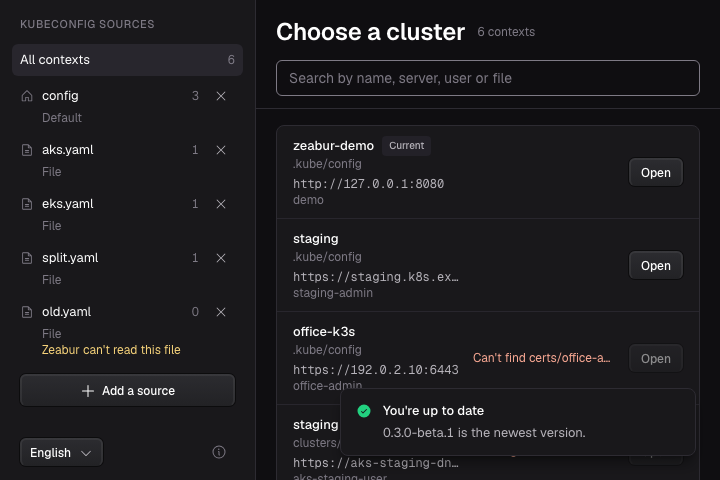 KUBECONFIG SOURCES
All contexts 6
config 3
Default
aks.yaml 1
File
eks.yaml 1
File
split.yaml 1
File
old.yaml 0
File
Zeabur can't read this file
Add a source
English
Choose a cluster 6 contexts
Search by name, server, user or file
zeabur-demo Current
.kube/config
http://127.0.0.1:8080
demo
Open
staging
.kube/config
https://staging.k8s.ex…
staging-admin
Open
office-k3s
.kube/config
https://192.0.2.10:6443
office-admin
Can't find certs/office-a…
Open
staging
clusters/
https://aks-staging-dn…
aks-staging-user
You're up to date
0.3.0-beta.1 is the newest version.